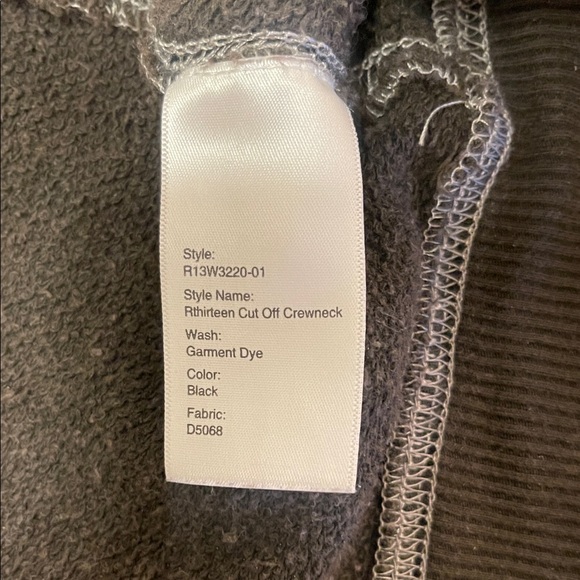 Style:
R13W3220-01
Style Name:
Rthirteen Cut Off Crewneck
Wash:
Garment Dye
Color:
Black
Fabric:
D5068